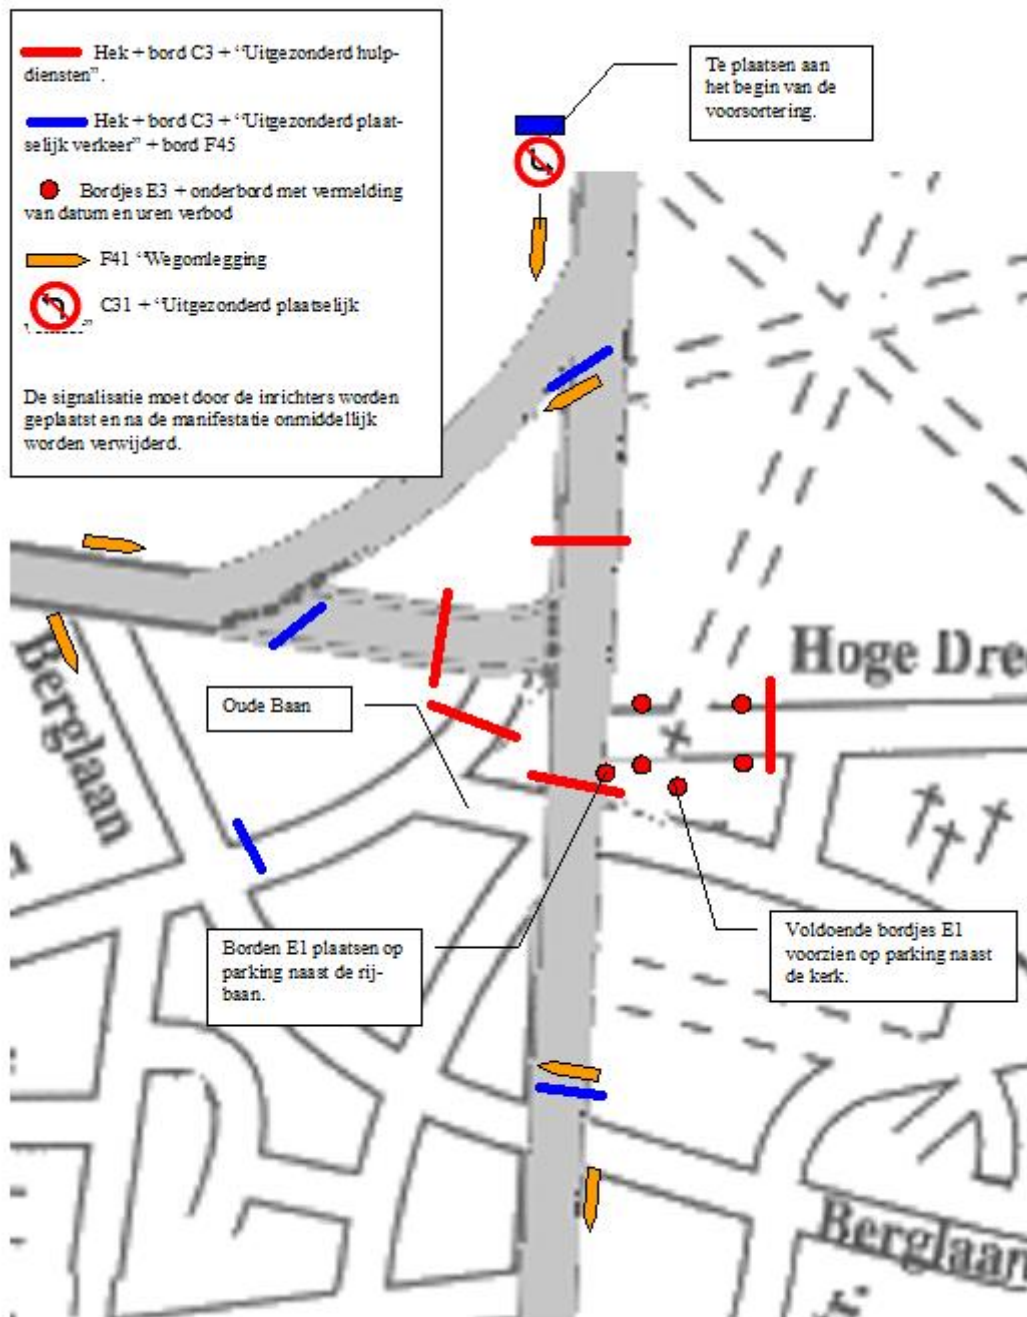 Hek + bord C3 + “Uitgezonderd hulp-
diensten”.
Hek + bord C3 + “Uitgezonderd plaat-
selijk verkeer” + bord F45
Bordjes E3 + onderbord met vermelding
van datum en uren verbod
F41 “Wegomlegging
C31 + “Uitgezonderd plaatselijk
De signalisatie moet door de inrichters worden
geplaatst en na de manifestatie onmiddellijk
worden verwijderd.
Te plaatsen aan
het begin van de
voorsortering.
Hoge Dre
Berglaan
Oude Baan
Borden E1 plaatsen op
parking naast de rij-
baan.
Voldoende bordjes E1
voorzien op parking naast
de kerk.
Berglaan